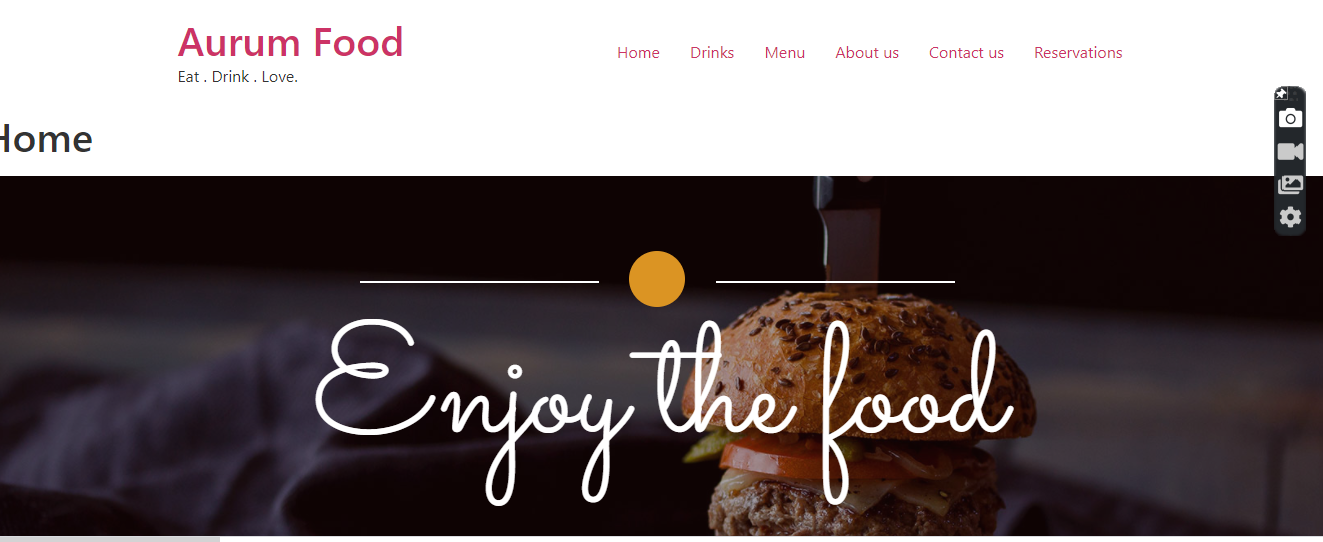 Aurum Food
Eat . Drink . Love.
Home Drinks Menu About us Contact us Reservations
Home
Enjoy the food